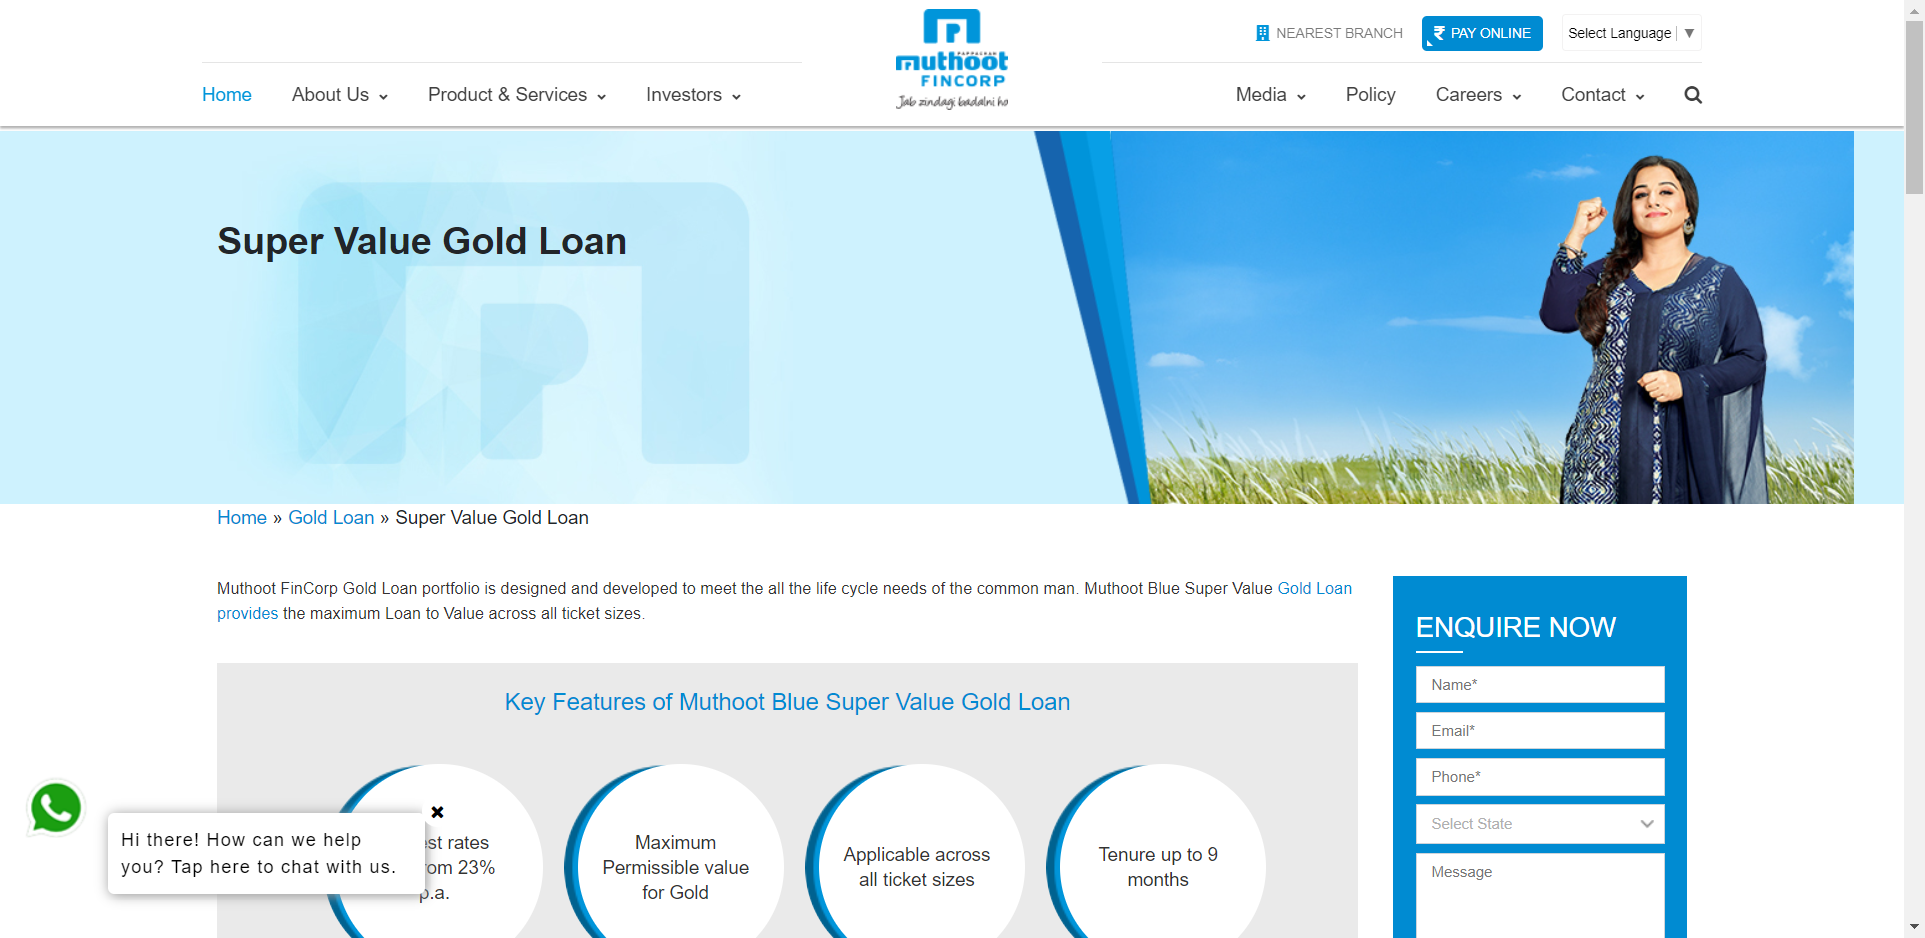 NEAREST BRANCH
PAY ONLINE
Select Language
▼
PAPPACHAN
muthoot
FINCORP
Jab zindagi badalni ho
Home
About Us
Product & Services
Investors
Media
Policy
Careers
Contact
Super Value Gold Loan
Home » Gold Loan » Super Value Gold Loan
Muthoot FinCorp Gold Loan portfolio is designed and developed to meet the all the life cycle needs of the common man. Muthoot Blue Super Value Gold Loan
provides the maximum Loan to Value across all ticket sizes.
Key Features of Muthoot Blue Super Value Gold Loan
est rates
om 23%
p.a.
Maximum
Permissible value
for Gold
Applicable across
all ticket sizes
Tenure up to 9
months
Hi there! How can we help
you? Tap here to chat with us.
ENQUIRE NOW
Name*
Email*
Phone*
Select State
Message